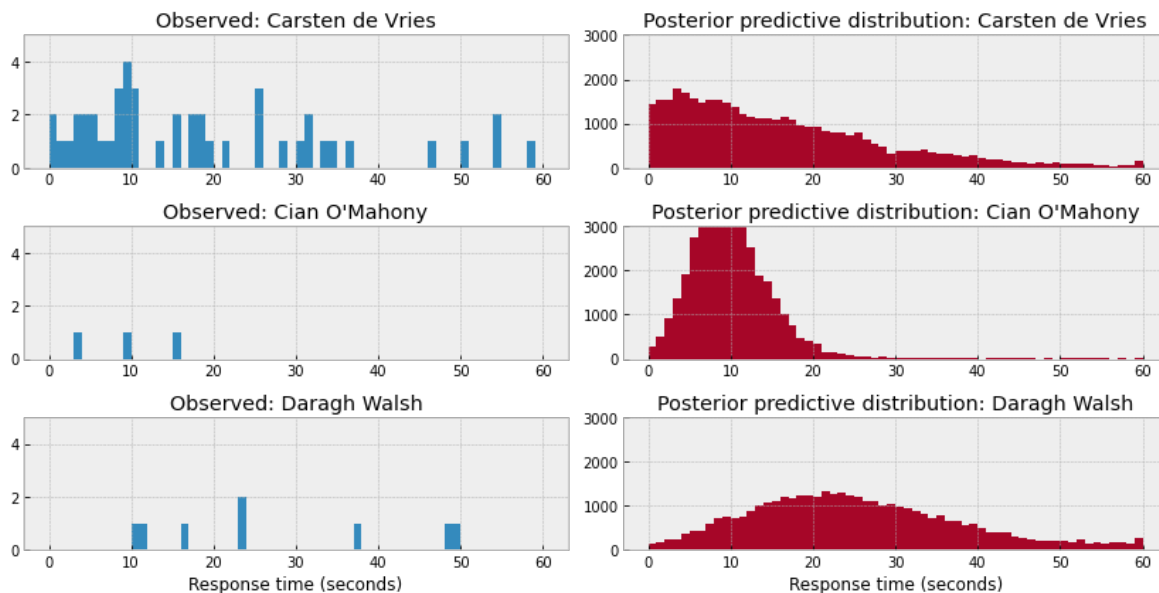 Observed: Carsten de Vries
4
2
0
0 10 20 30 40 50 60
Posterior predictive distribution: Carsten de Vries
3000
2000
1000
0
0 10 20 30 40 50 60
Observed: Cian O'Mahony
4
2
0
0 10 20 30 40 50 60
Posterior predictive distribution: Cian O'Mahony
3000
2000
1000
0
0 10 20 30 40 50 60
Observed: Daragh Walsh
4
2
0
0 10 20 30 40 50 60
Response time (seconds)
Posterior predictive distribution: Daragh Walsh
3000
2000
1000
0
0 10 20 30 40 50 60
Response time (seconds)